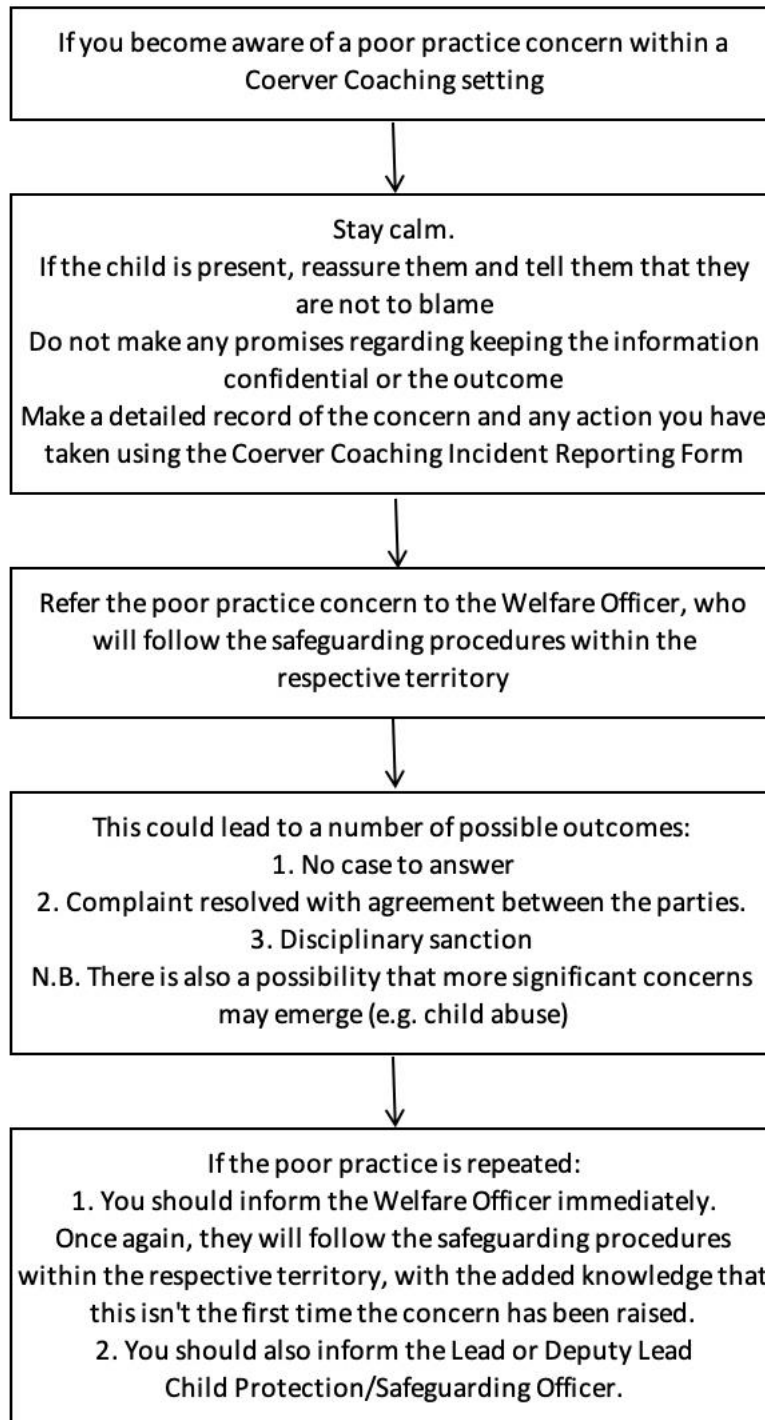 If you become aware of a poor practice concern within a
Coerver Coaching setting
Stay calm.
If the child is present, reassure them and tell them that they
are not to blame
Do not make any promises regarding keeping the information
confidential or the outcome
Make a detailed record of the concern and any action you have
taken using the Coerver Coaching Incident Reporting Form
Refer the poor practice concern to the Welfare Officer, who
will follow the safeguarding procedures within the
respective territory
This could lead to a number of possible outcomes:
1. No case to answer
2. Complaint resolved with agreement between the parties.
3. Disciplinary sanction
N.B. There is also a possibility that more significant concerns
may emerge (e.g. child abuse)
If the poor practice is repeated:
1. You should inform the Welfare Officer immediately.
Once again, they will follow the safeguarding procedures
within the respective territory, with the added knowledge that
this isn't the first time the concern has been raised.
2. You should also inform the Lead or Deputy Lead
Child Protection/Safeguarding Officer.